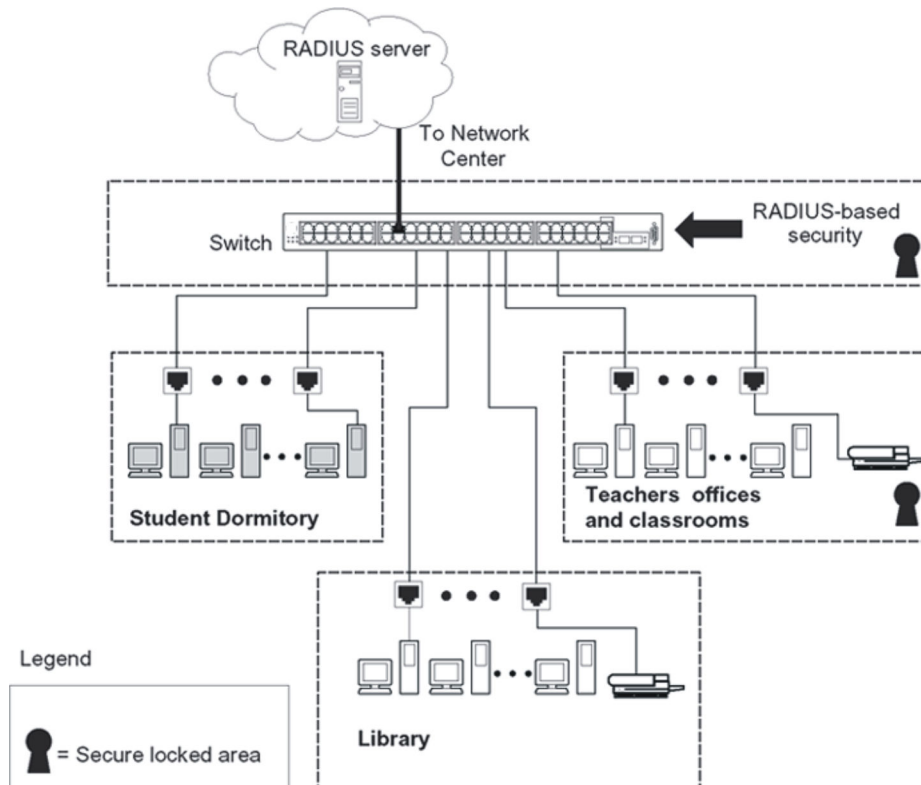 RADIUS server
To Network
Center
Switch
RADIUS-based
security
Student Dormitory
Teachers offices
and classrooms
Library
Legend
= Secure locked area